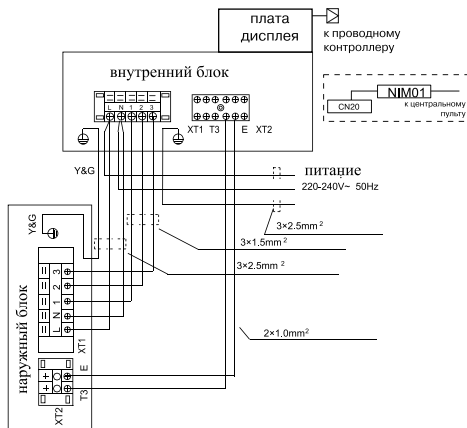 плата
дисплея
к проводному
контроллеру
внутренний блок
NIM01
CN20
к центральному
пульту
L N 1 2 3
XT1 T3 E XT2
Y&G
питание
220-240V~ 50Hz
Y&G
3×2.5mm²
3×1.5mm²
3×2.5mm²
наружный блок
3
2
1
N
L
XT1
2×1.0mm²
E
T3
XT2